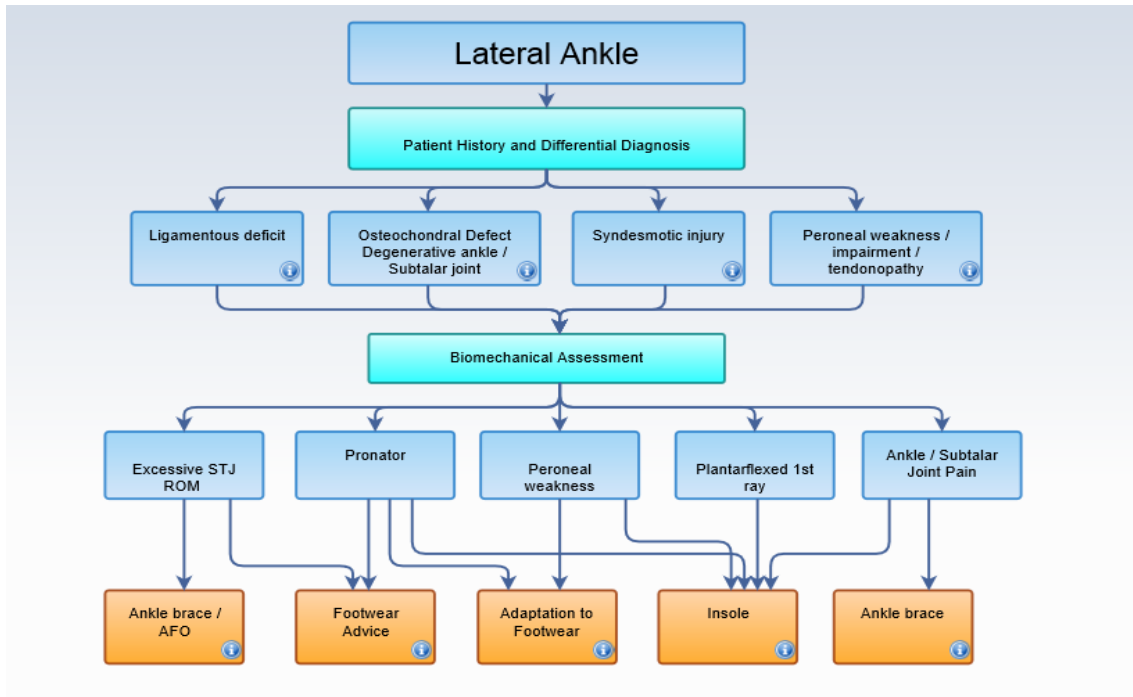 Lateral Ankle
Patient History and Differential Diagnosis
Ligamentous deficit
Osteochondral Defect
Degenerative ankle /
Subtalar joint
Syndesmotic injury
Peroneal weakness /
impairment /
tendonopathy
Biomechanical Assessment
Excessive STJ
ROM
Pronator
Peroneal
weakness
Plantarflexed 1st
ray
Ankle / Subtalar
Joint Pain
Ankle brace /
AFO
Footwear
Advice
Adaptation to
Footwear
Insole
Ankle brace